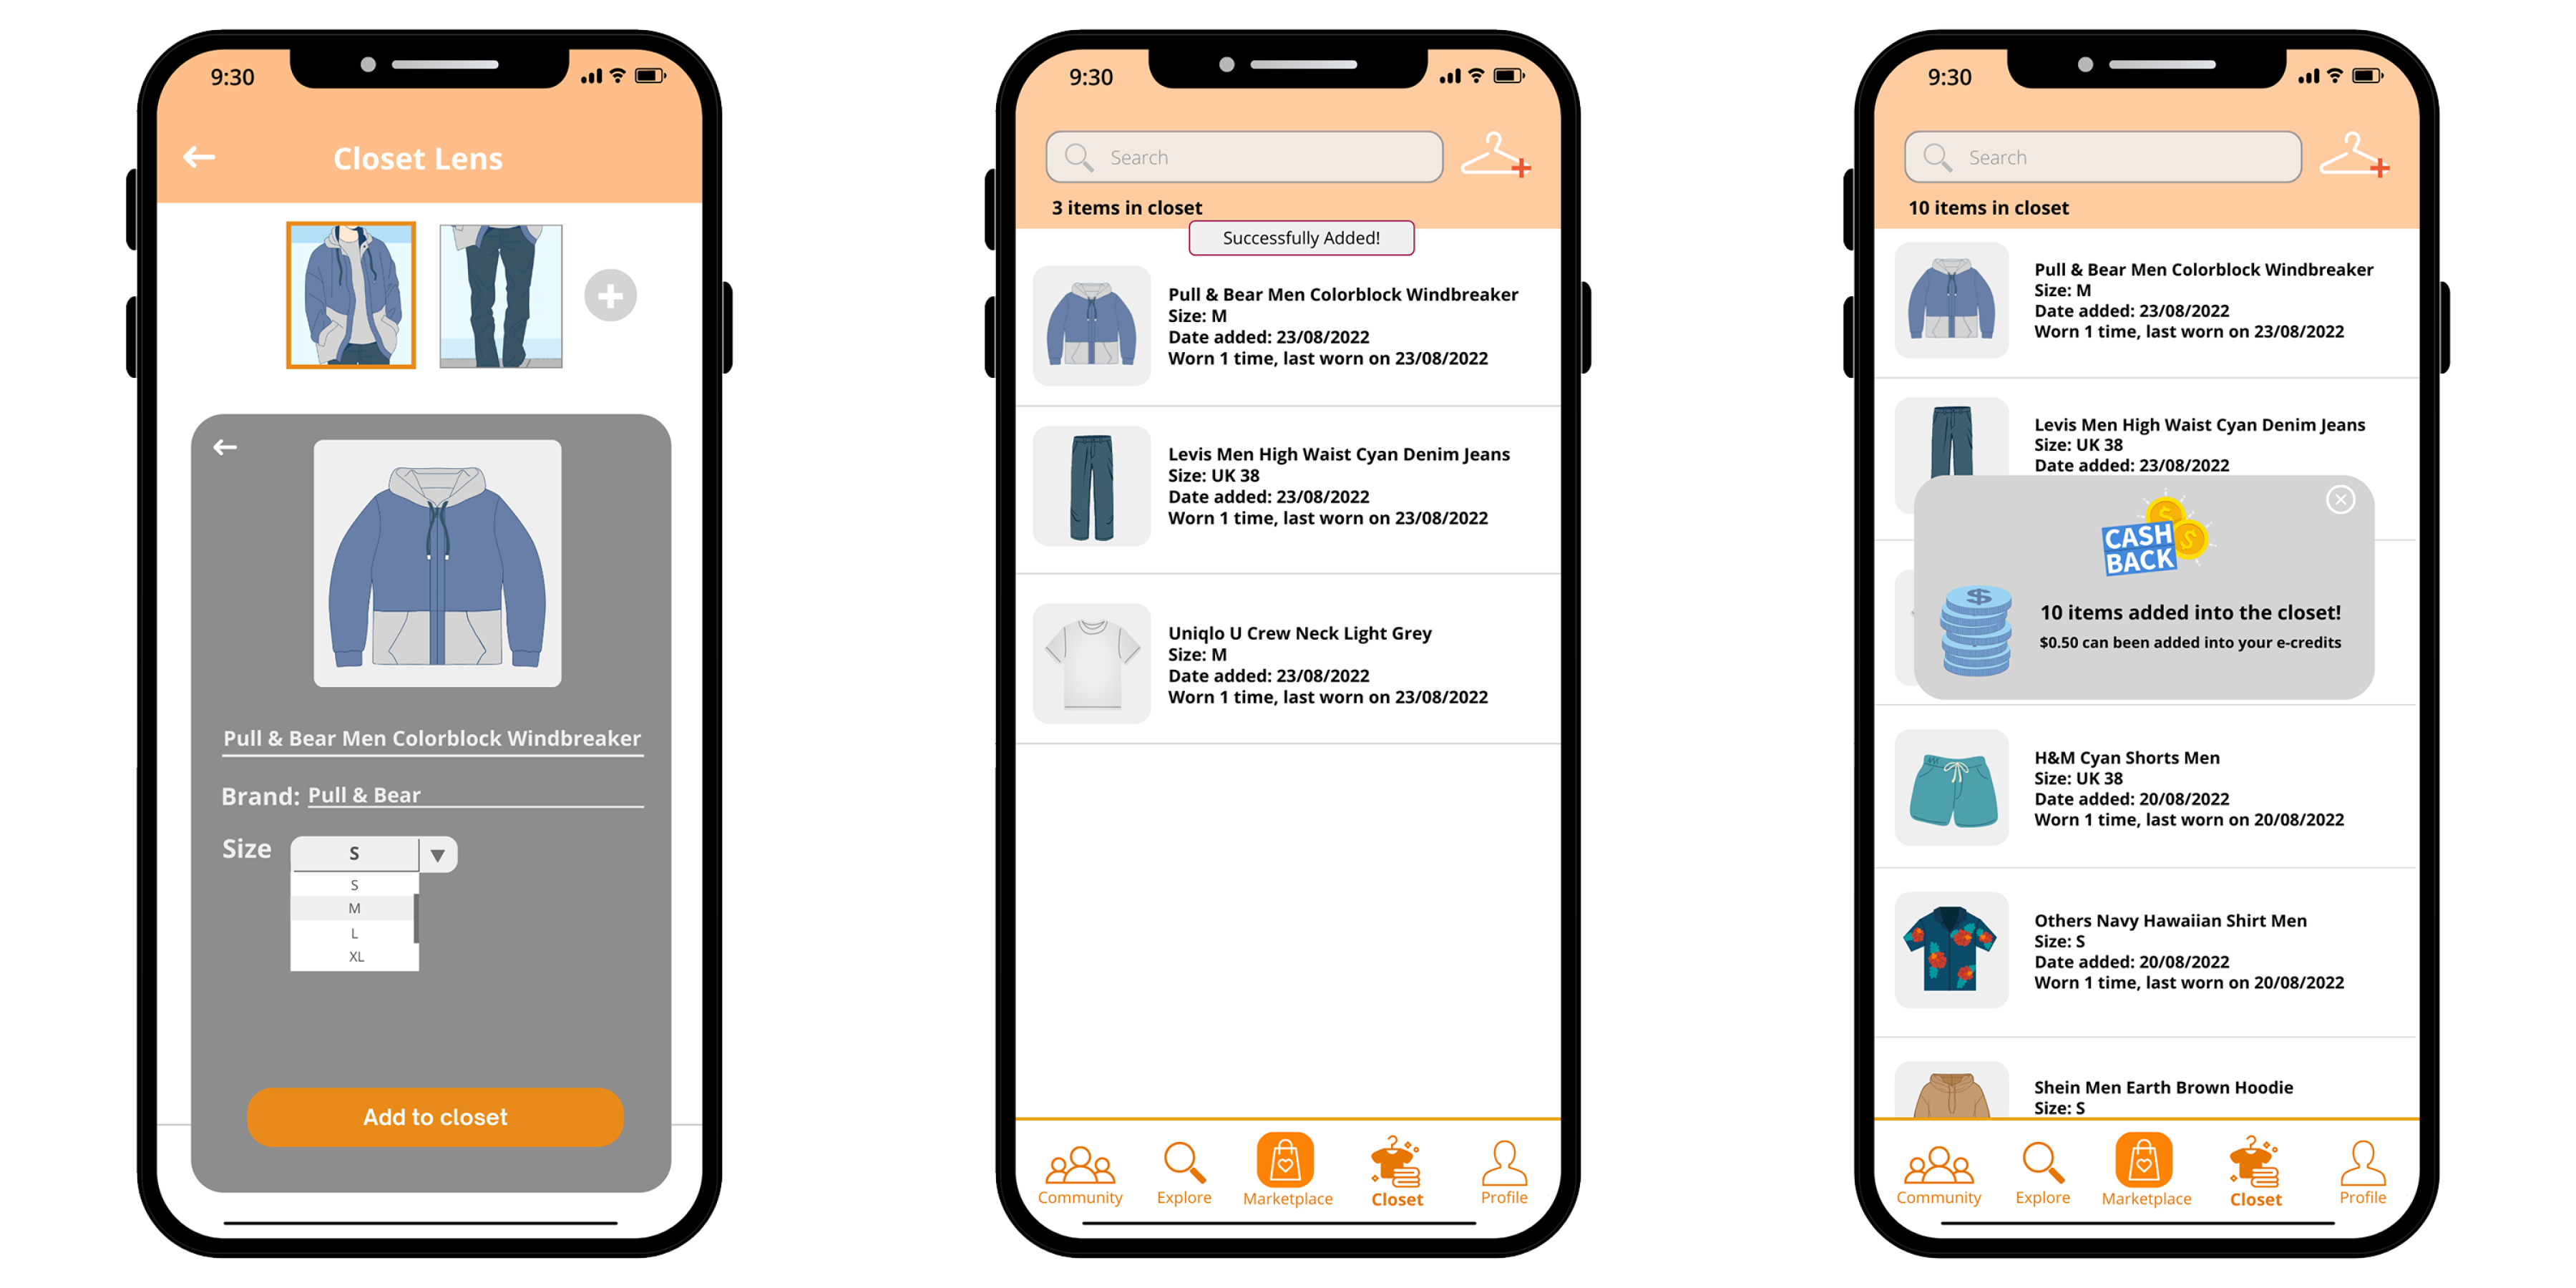 9:30
Closet Lens
Pull & Bear Men Colorblock Windbreaker
Brand: Pull & Bear
Size S
S
M
L
XL
Add to closet
9:30
Search
3 items in closet
Successfully Added!
Pull & Bear Men Colorblock Windbreaker
Size: M
Date added: 23/08/2022
Worn 1 time, last worn on 23/08/2022
Levis Men High Waist Cyan Denim Jeans
Size: UK 38
Date added: 23/08/2022
Worn 1 time, last worn on 23/08/2022
Uniqlo U Crew Neck Light Grey
Size: M
Date added: 23/08/2022
Worn 1 time, last worn on 23/08/2022
Community
Explore
Marketplace
Closet
Profile
9:30
Search
10 items in closet
Pull & Bear Men Colorblock Windbreaker
Size: M
Date added: 23/08/2022
Worn 1 time, last worn on 23/08/2022
Levis Men High Waist Cyan Denim Jeans
Size: UK 38
Date added: 23/08/2022
$
$
CASH
BACK
$
10 items added into the closet!
$0.50 can been added into your e-credits
H&M Cyan Shorts Men
Size: UK 38
Date added: 20/08/2022
Worn 1 time, last worn on 20/08/2022
Others Navy Hawaiian Shirt Men
Size: S
Date added: 20/08/2022
Worn 1 time, last worn on 20/08/2022
Shein Men Earth Brown Hoodie
Size: S
Community
Explore
Marketplace
Closet
Profile